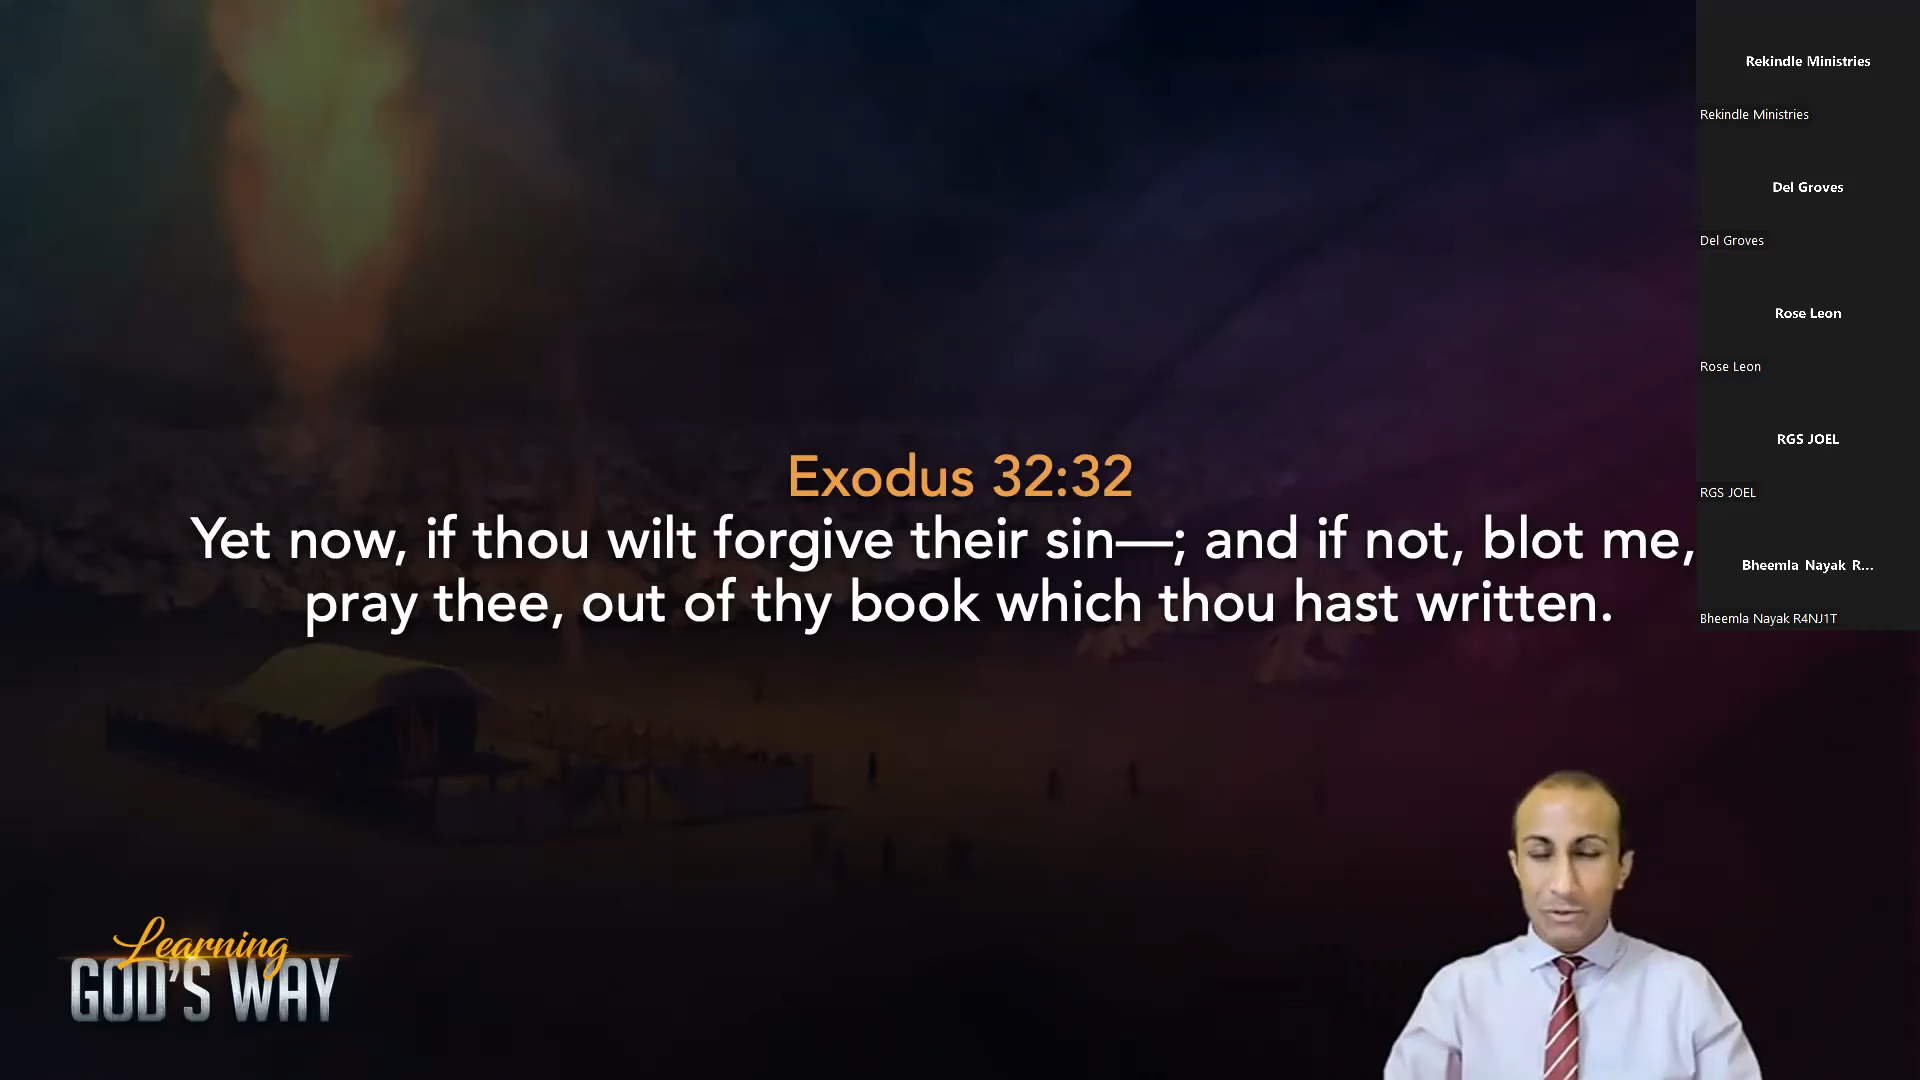 Rekindle Ministries
Rekindle Ministries
Del Groves
Del Groves
Rose Leon
Rose Leon
RGS JOEL
RGS JOEL
Bheemla Nayak R...
Bheemla Nayak R4NJ1T
Exodus 32:32
Yet now, if thou wilt forgive their sin—; and if not, blot me,
pray thee, out of thy book which thou hast written.
Learning
GOD'S WAY